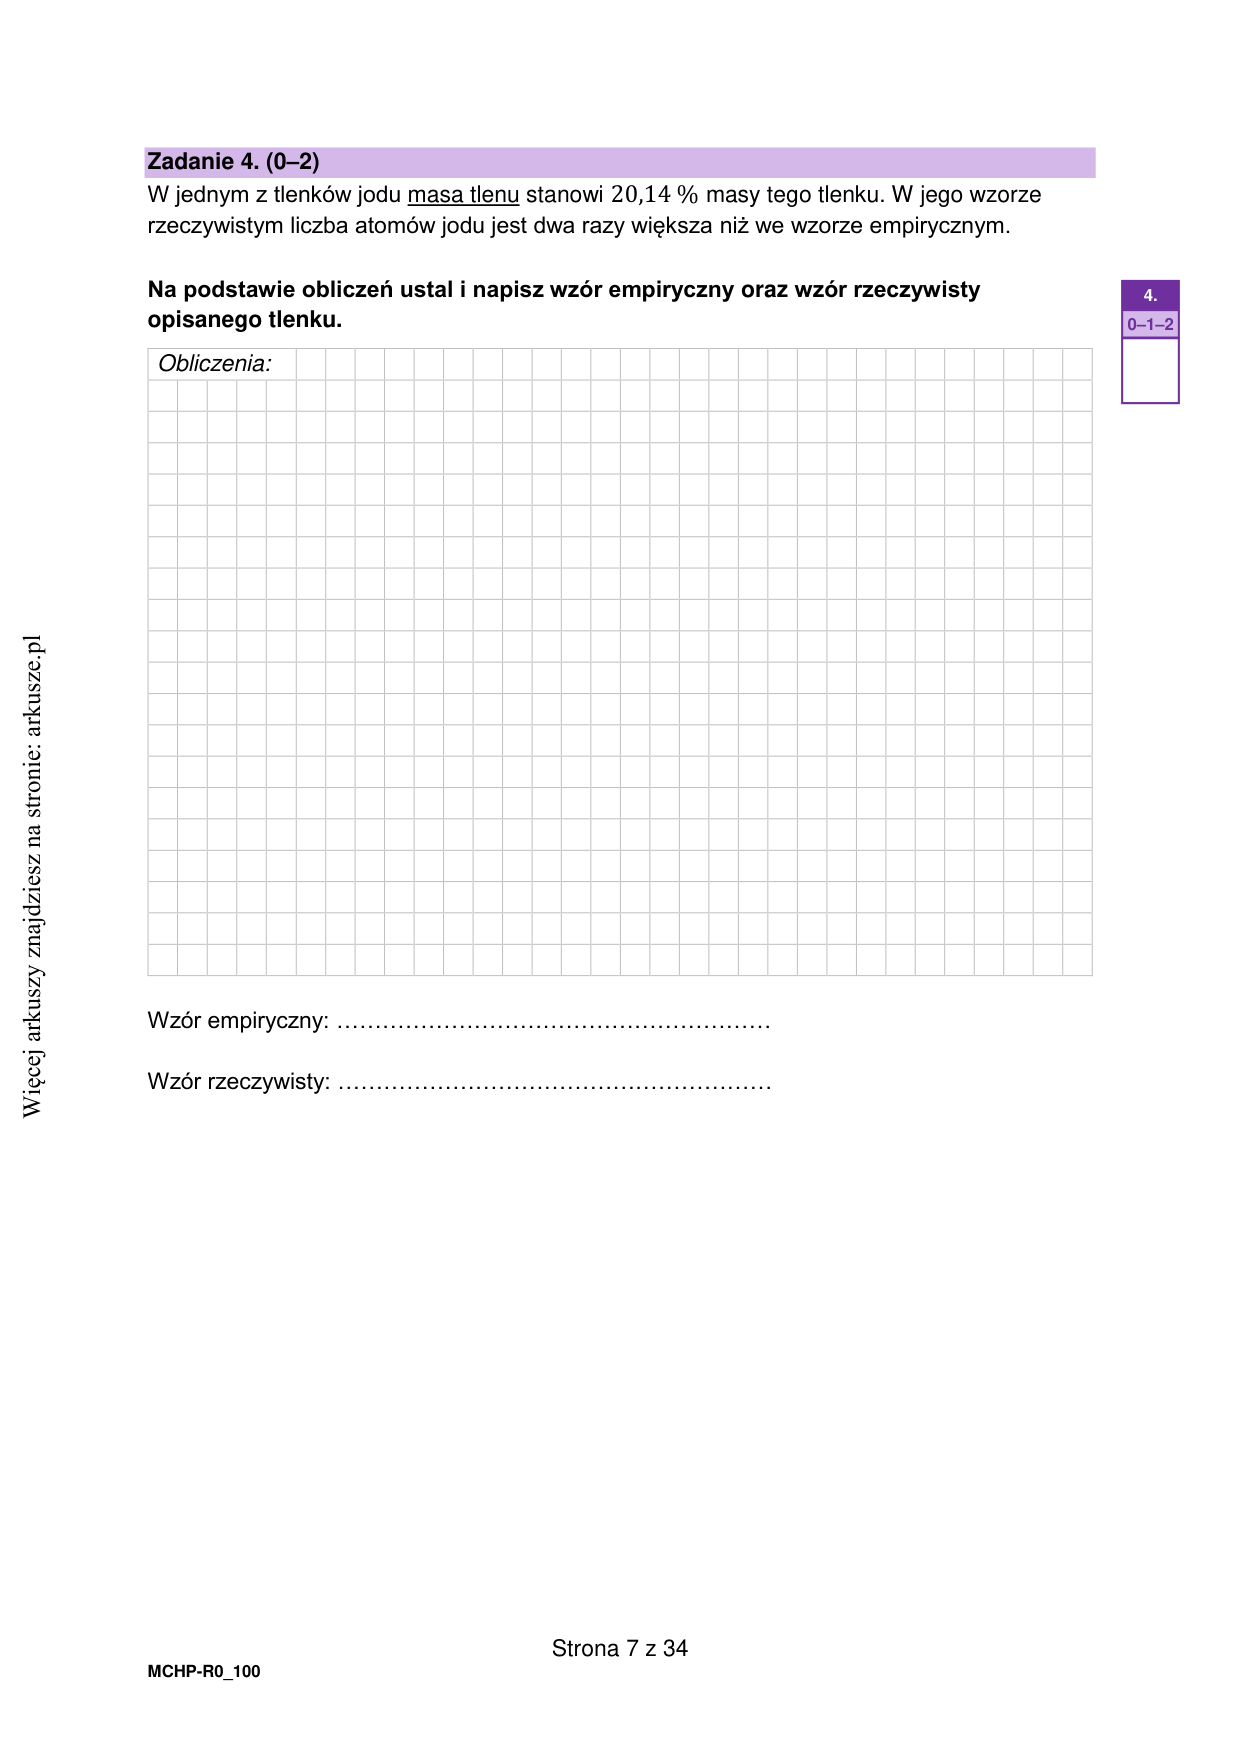 Zadanie 4. (0–2)
W jednym z tlenków jodu masa tlenu stanowi 20,14 % masy tego tlenku. W jego wzorze
rzeczywistym liczba atomów jodu jest dwa razy większa niż we wzorze empirycznym.
Na podstawie obliczeń ustal i napisz wzór empiryczny oraz wzór rzeczywisty
opisanego tlenku.
4.
0–1–2
Obliczenia:
Wzór empiryczny: ………………………………………………….
Wzór rzeczywisty: ………………………………………………….
Więcej arkuszy znajdziesz na stronie: arkusze.pl
Strona 7 z 34
MCHP-R0_100